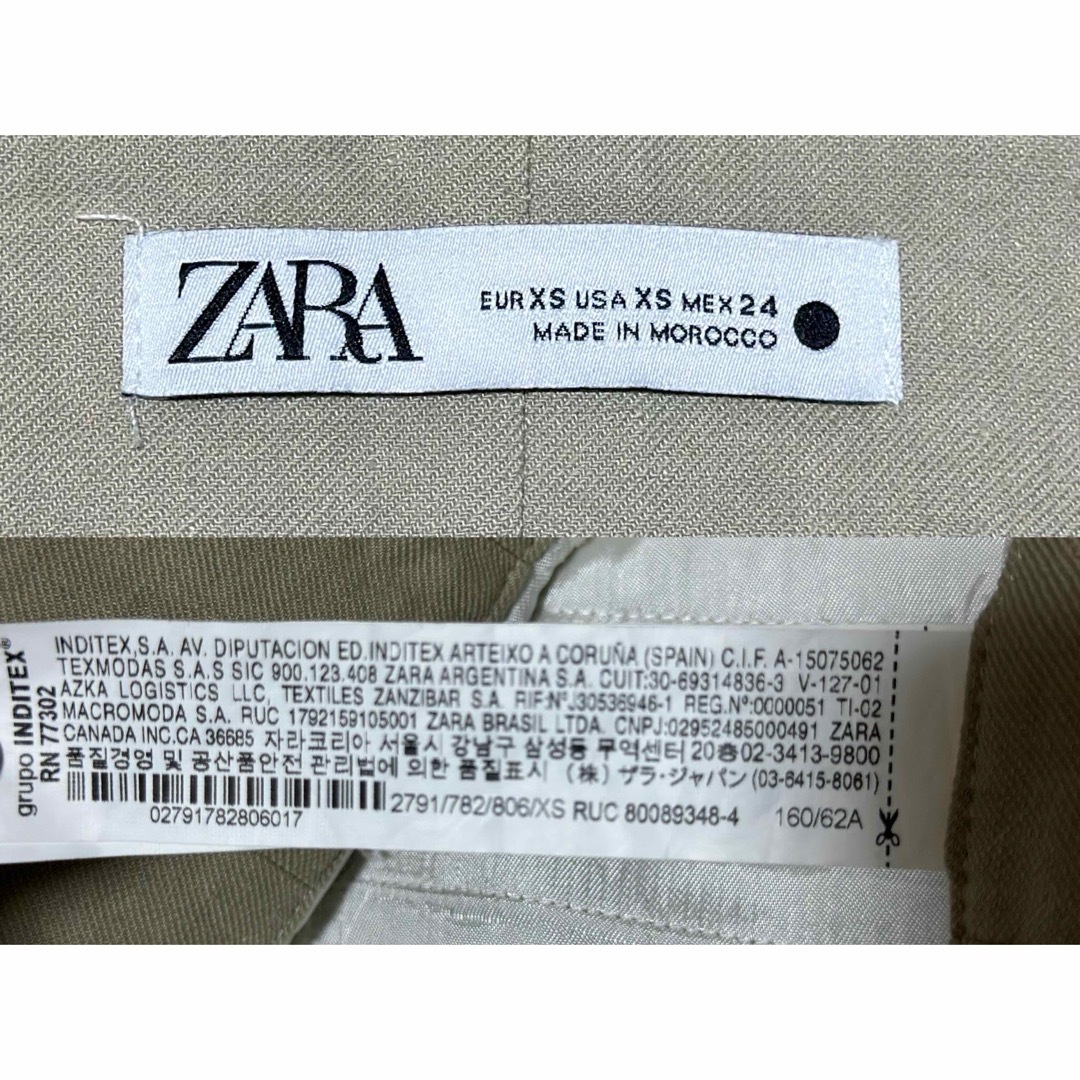 ZARA
EUR XS USA XS MEX 24
MADE IN MOROCCO
grupo INDITEX®
RN 77302
INDITEX,S.A. AV. DIPUTACION ED.INDITEX ARTEIXO A CORUÑA (SPAIN) C.I.F. A-15075062
TEXMODAS S.A.S SIC 900.123.408 ZARA ARGENTINA S.A. CUIT:30-69314836-3 V-127-01
AZKA LOGISTICS LLC, TEXTILES ZANZIBAR S.A. RIF:Nº J30536946-1 REG.Nº:0000051 TI-02
MACROMODA S.A. RUC 1792159105001 ZARA BRASIL LTDA. CNPJ:02952485000491 ZARA
CANADA INC.CA 36685 자라코리아 서울시 강남구 삼성동 무역센터 20층 02-3413-9800
품질경영 및 공산품안전 관리법에 의한 품질표시 (株) ザラ・ジャパン (03-6415-8061)
2791/782/806/XS RUC 80089348-4 160/62A
02791782806017